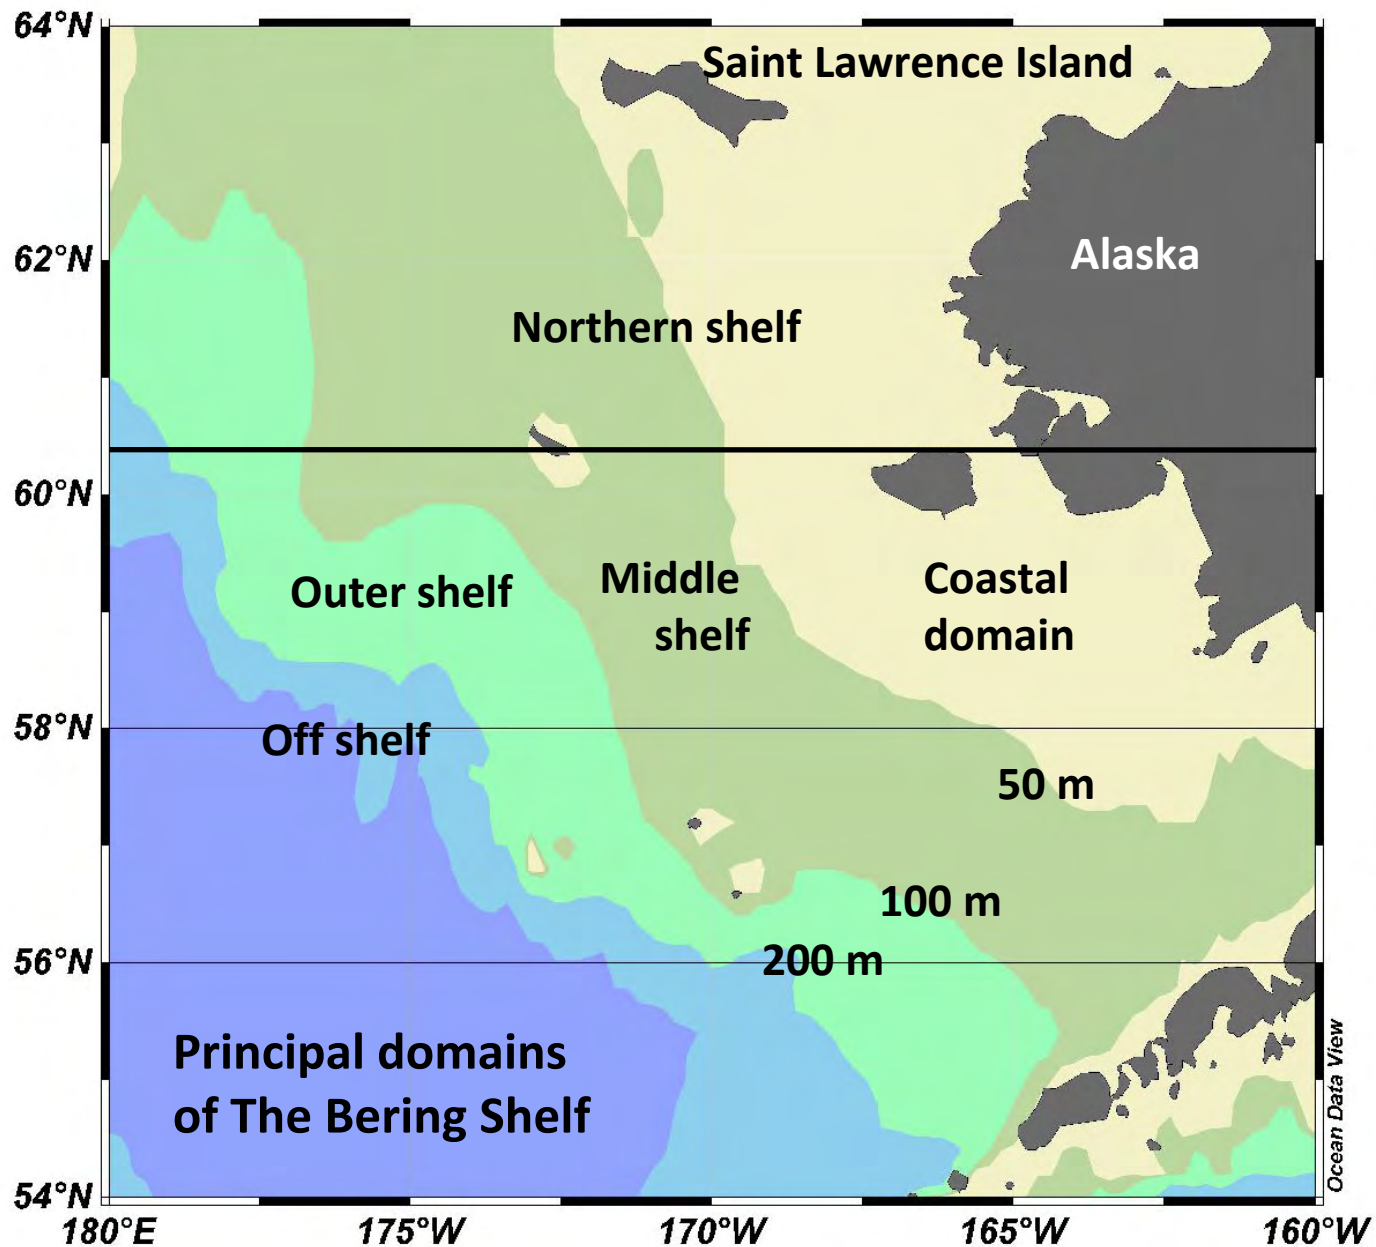 64°N
Saint Lawrence Island
62°N
Alaska
Northern shelf
60°N
Outer shelf
Middle
shelf
Coastal
domain
58°N
Off shelf
50 m
100 m
56°N
200 m
Principal domains
of The Bering Shelf
Ocean Data View
54°N
180°E
175°W
170°W
165°W
160°W